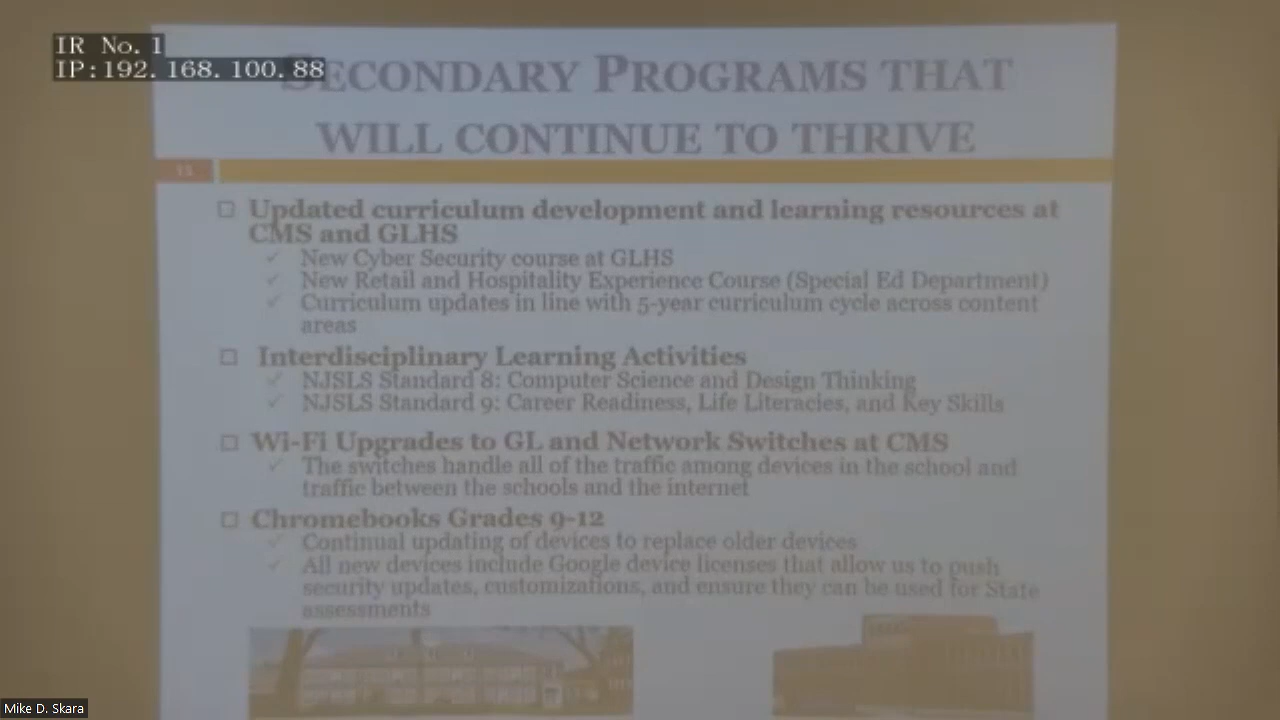 IR No. 1
IP:192.168.100.88
SECONDARY PROGRAMS THAT
WILL CONTINUE TO THRIVE
Updated curriculum development and learning resources at
CMS and GLHS
New Cyber Security course at GLHS
New Retail and Hospitality Experience Course (Special Ed Department)
Curriculum updates in line with 5-year curriculum cycle across content
areas
Interdisciplinary Learning Activities
NJSLS Standard 8: Computer Science and Design Thinking
NJSLS Standard 9: Career Readiness, Life Literacies, and Key Skills
Wi-Fi Upgrades to GL and Network Switches at CMS
The switches handle all of the traffic among devices in the school and
traffic between the schools and the internet
Chromebooks Grades 9-12
Continual updating of devices to replace older devices
All new devices include Google device licenses that allow us to push
security updates, customizations, and ensure they can be used for State
assessments
Mike D. Skara